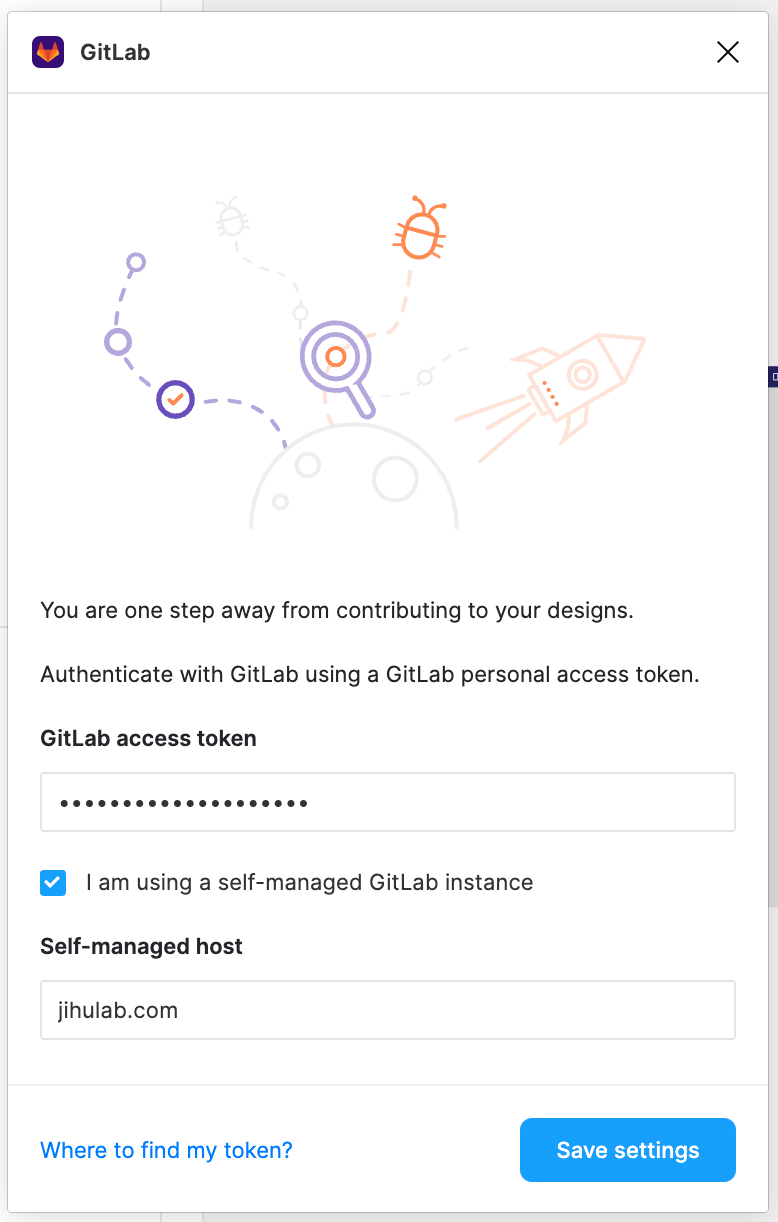 GitLab
You are one step away from contributing to your designs.
Authenticate with GitLab using a GitLab personal access token.
GitLab access token
••••••••••••••••••••
I am using a self-managed GitLab instance
Self-managed host
jihulab.com
Where to find my token?
Save settings